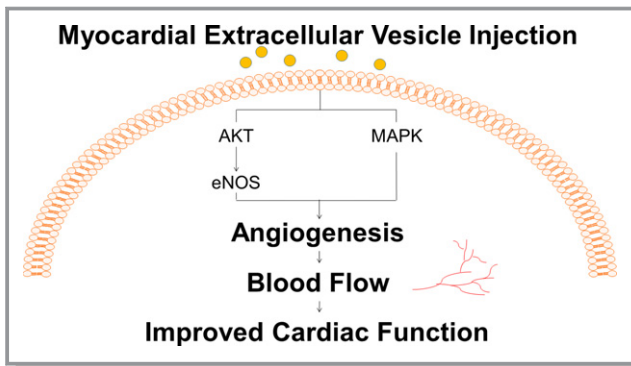 Myocardial Extracellular Vesicle Injection
AKT MAPK
eNOS
Angiogenesis
Blood Flow
Improved Cardiac Function